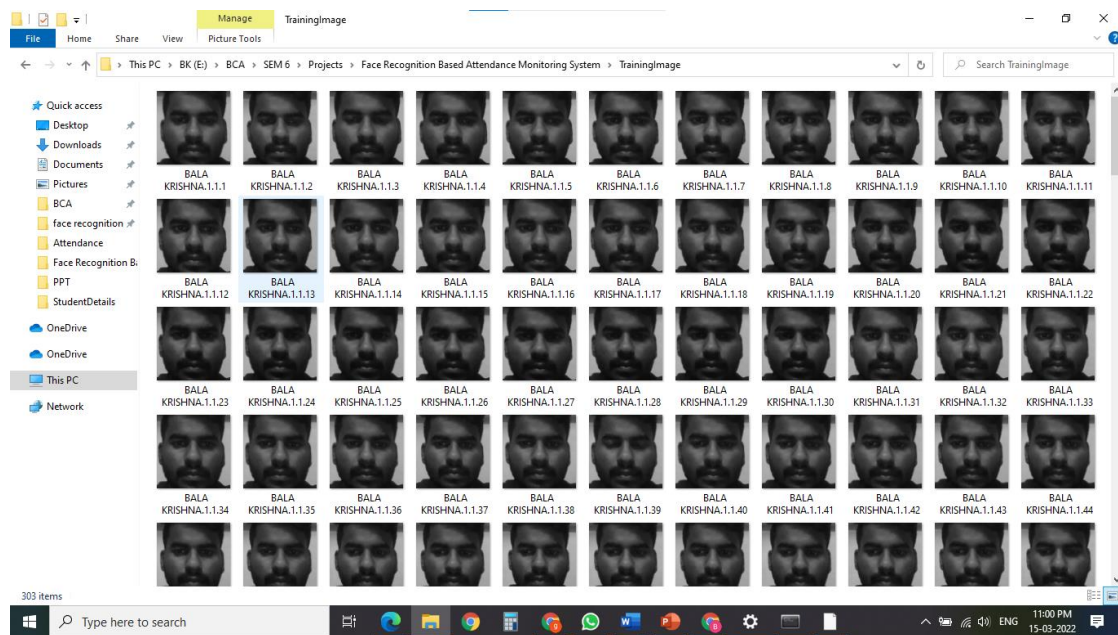 Manage
TrainingImage
File
Home
Share
View
Picture Tools
This PC > BK (E:) > BCA > SEM 6 > Projects > Face Recognition Based Attendance Monitoring System > TrainingImage
Search TrainingImage
Quick access
Desktop
Downloads
Documents
Pictures
BCA
face recognition
Attendance
Face Recognition Ba
PPT
StudentDetails
OneDrive
OneDrive
This PC
Network
BALA BALA BALA BALA BALA BALA BALA BALA BALA BALA BALA
KRISHNA.1.1.1 KRISHNA.1.1.2 KRISHNA.1.1.3 KRISHNA.1.1.4 KRISHNA.1.1.5 KRISHNA.1.1.6 KRISHNA.1.1.7 KRISHNA.1.1.8 KRISHNA.1.1.9 KRISHNA.1.1.10 KRISHNA.1.1.11
BALA BALA BALA BALA BALA BALA BALA BALA BALA BALA BALA
KRISHNA.1.1.12 KRISHNA.1.1.13 KRISHNA.1.1.14 KRISHNA.1.1.15 KRISHNA.1.1.16 KRISHNA.1.1.17 KRISHNA.1.1.18 KRISHNA.1.1.19 KRISHNA.1.1.20 KRISHNA.1.1.21 KRISHNA.1.1.22
BALA BALA BALA BALA BALA BALA BALA BALA BALA BALA BALA
KRISHNA.1.1.23 KRISHNA.1.1.24 KRISHNA.1.1.25 KRISHNA.1.1.26 KRISHNA.1.1.27 KRISHNA.1.1.28 KRISHNA.1.1.29 KRISHNA.1.1.30 KRISHNA.1.1.31 KRISHNA.1.1.32 KRISHNA.1.1.33
BALA BALA BALA BALA BALA BALA BALA BALA BALA BALA BALA
KRISHNA.1.1.34 KRISHNA.1.1.35 KRISHNA.1.1.36 KRISHNA.1.1.37 KRISHNA.1.1.38 KRISHNA.1.1.39 KRISHNA.1.1.40 KRISHNA.1.1.41 KRISHNA.1.1.42 KRISHNA.1.1.43 KRISHNA.1.1.44
303 items
Type here to search
ENG
11:00 PM
15-03-2022